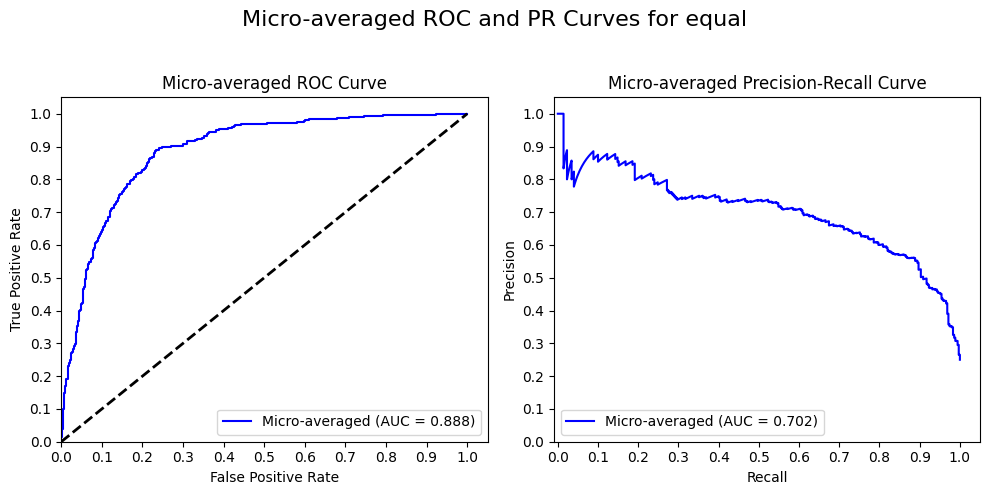 Micro-averaged ROC and PR Curves for equal
Micro-averaged ROC Curve
True Positive Rate
1.0
0.9
0.8
0.7
0.6
0.5
0.4
0.3
0.2
0.1
0.0
Micro-averaged (AUC = 0.888)
0.0 0.1 0.2 0.3 0.4 0.5 0.6 0.7 0.8 0.9 1.0
False Positive Rate
Micro-averaged Precision-Recall Curve
Precision
1.0
0.9
0.8
0.7
0.6
0.5
0.4
0.3
0.2
0.1
0.0
Micro-averaged (AUC = 0.702)
0.0 0.1 0.2 0.3 0.4 0.5 0.6 0.7 0.8 0.9 1.0
Recall